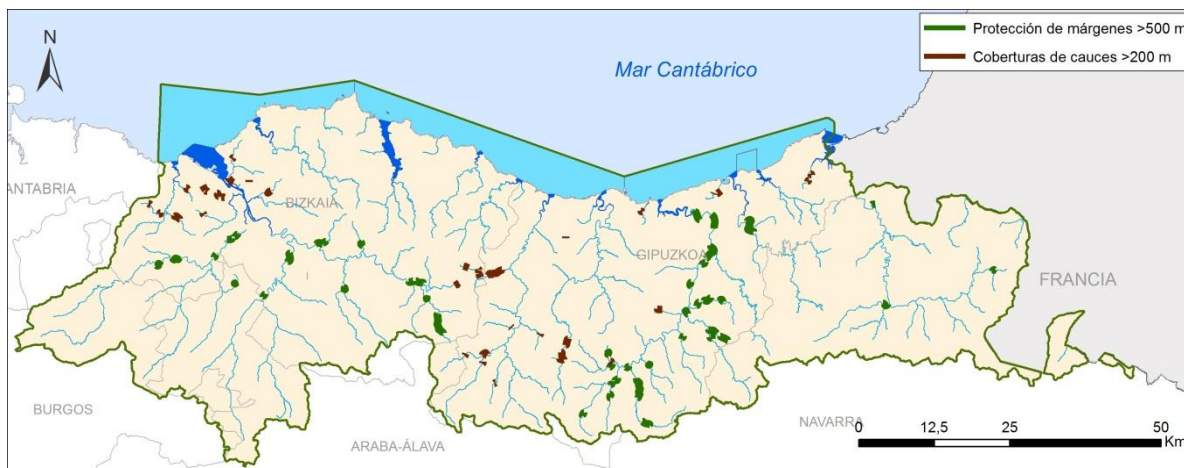 Protección de márgenes >500 m
Coberturas de cauces >200 m
N
Mar Cantábrico
CANTABRIA
BIZKAIA
GIPUZKOA
FRANCIA
BURGOS
ARABA-ÁLAVA
NAVARRA
0 12,5 25 50
Km